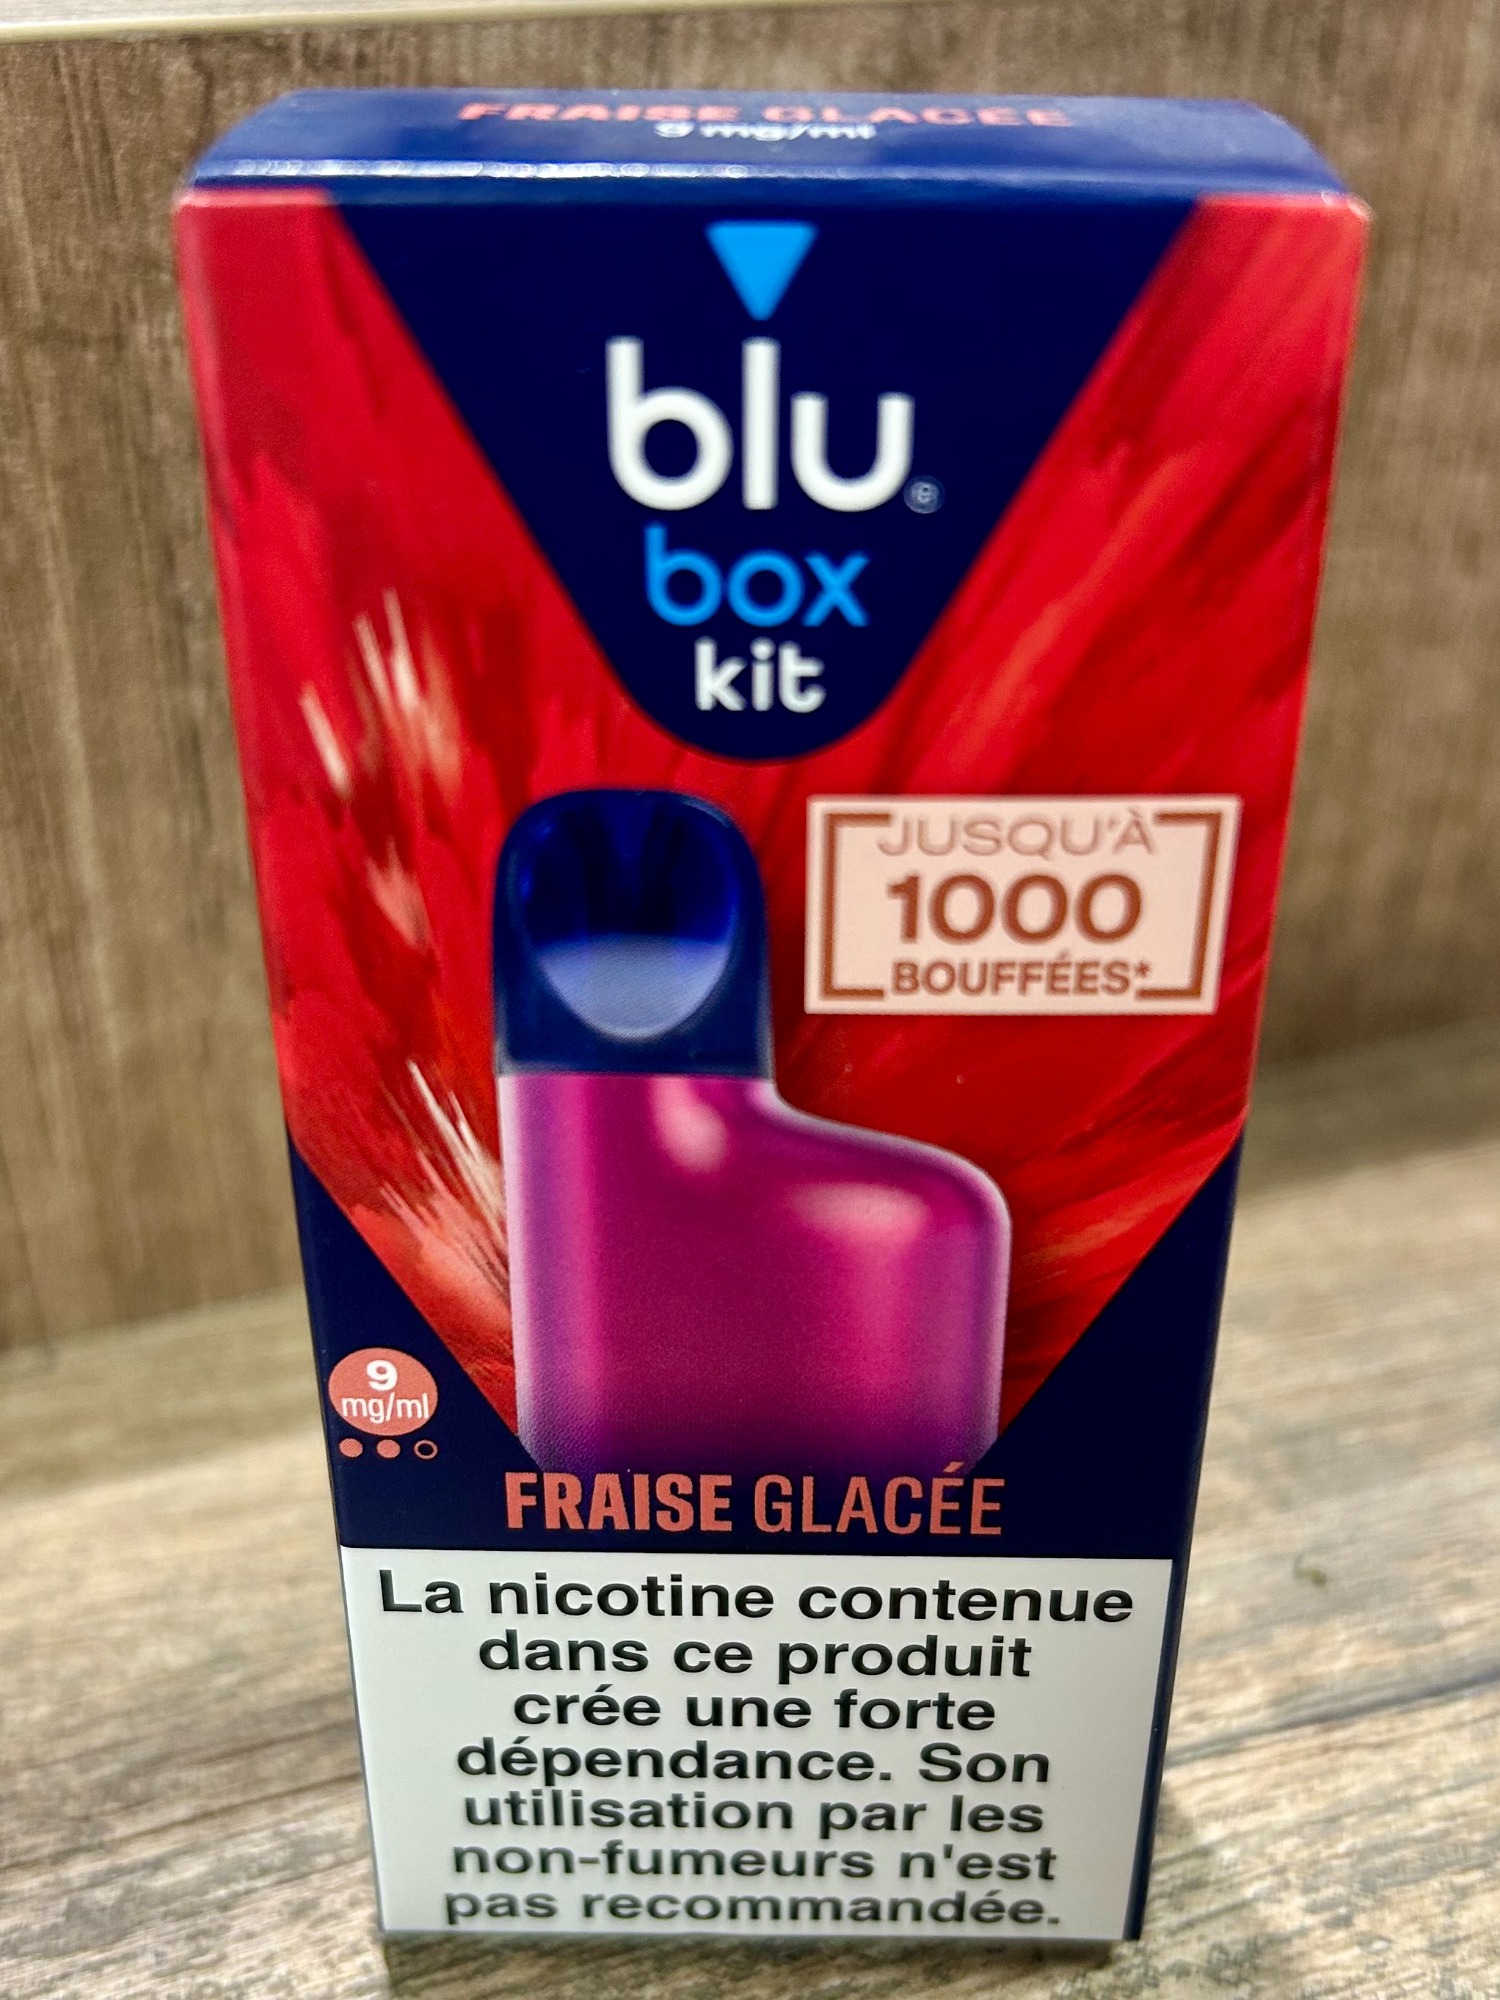 FRAISE GLACÉE
9 mg/ml
blu®
box
kit
JUSQU'À
1000
BOUFFÉES*
9
mg/ml
FRAISE GLACÉE
La nicotine contenue
dans ce produit
crée une forte
dépendance. Son
utilisation par les
non-fumeurs n'est
pas recommandée.